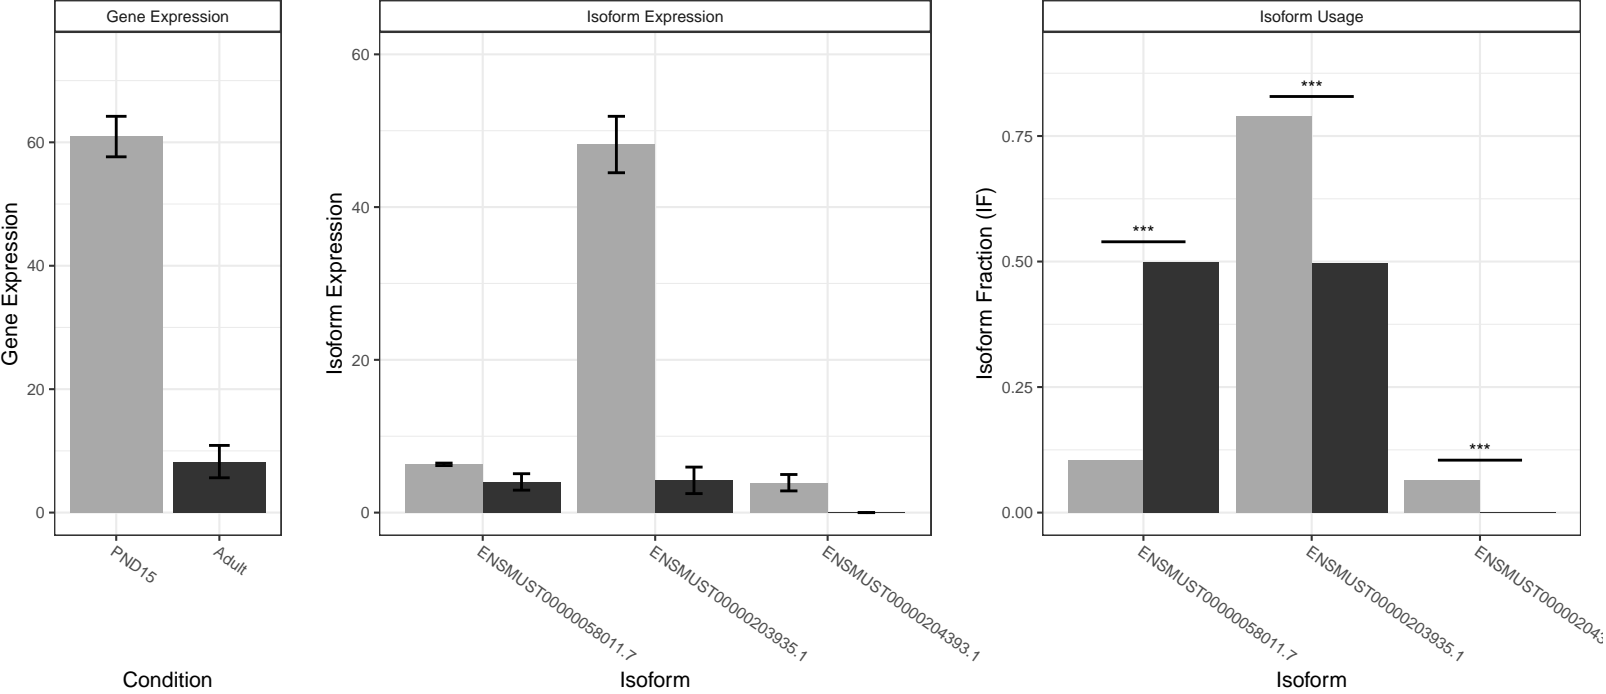 Gene Expression
Isoform Expression
Isoform Usage
Gene Expression
60
40
20
0
PND15
Adult
Condition
Isoform Expression
60
40
20
0
ENSMUST00000058011.7
ENSMUST00000203935.1
ENSMUST00000204393.1
Isoform
Isoform Fraction (IF)
0.75
0.50
0.25
0.00
***
***
***
ENSMUST00000058011.7
ENSMUST00000203935.1
Isoform